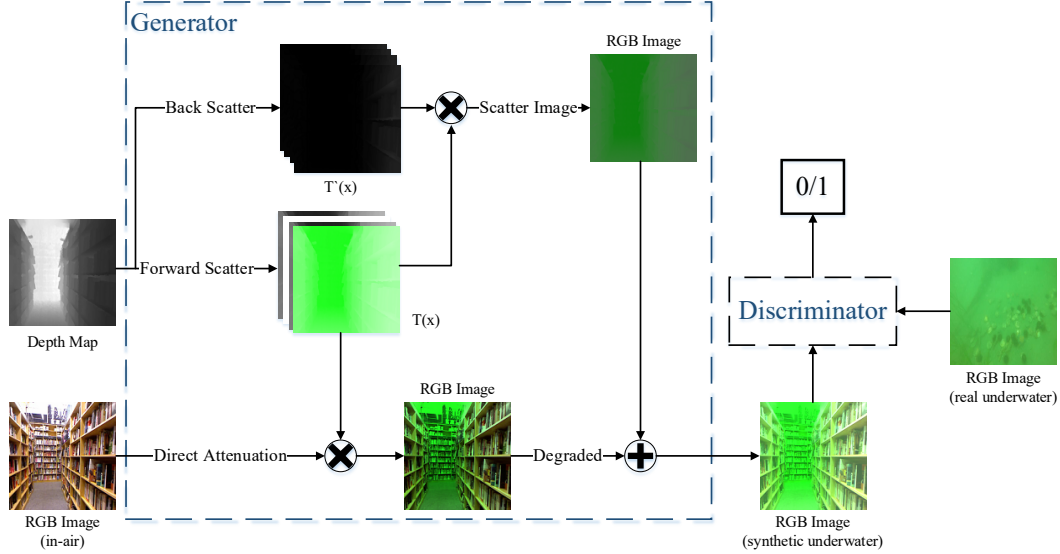 Generator
RGB Image
Back Scatter
Scatter Image
T`(x)
0/1
Forward Scatter
T(x)
Discriminator
Depth Map
RGB Image
RGB Image
(real underwater)
Direct Attenuation
Degraded
RGB Image
(in-air)
RGB Image
(synthetic underwater)